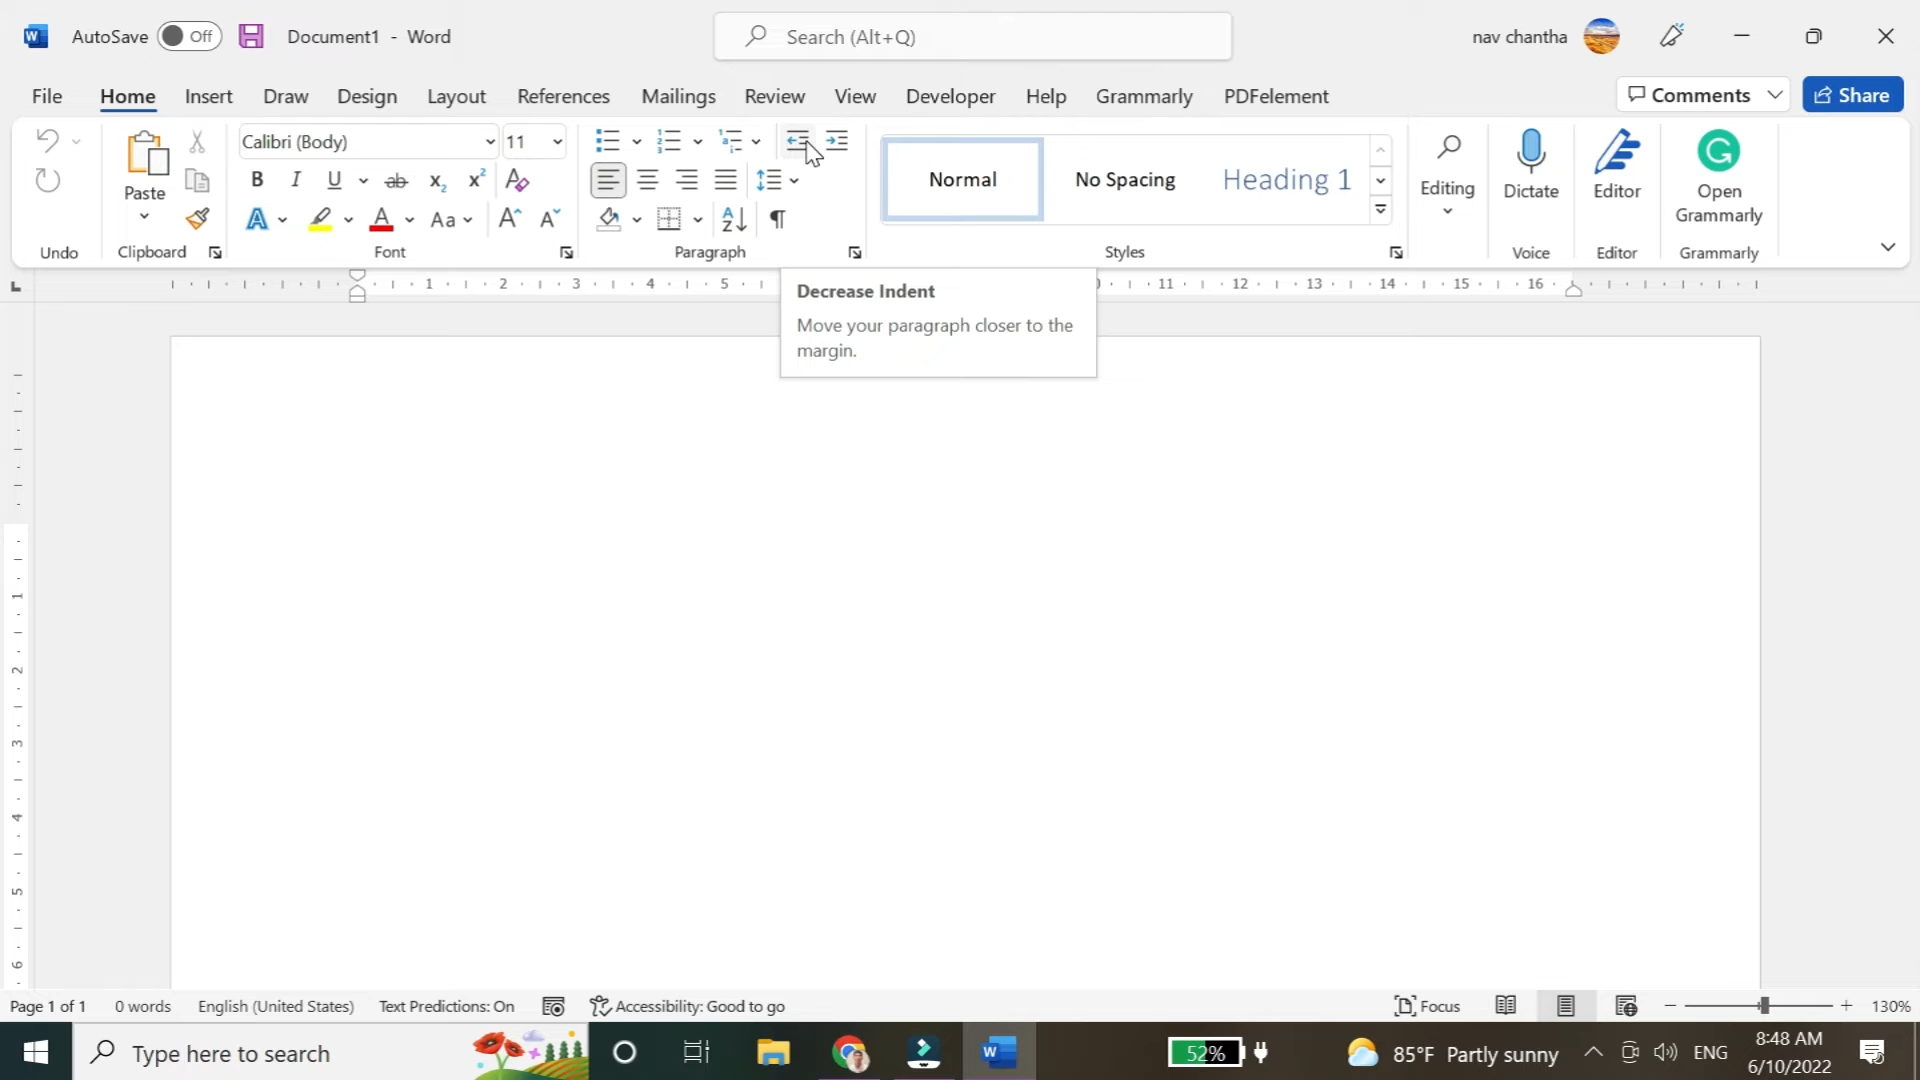 AutoSave Off Document1 - Word Search (Alt+Q) nav chantha
File Home Insert Draw Design Layout References Mailings Review View Developer Help Grammarly PDFelement Comments Share
Calibri (Body) 11
Paste
Normal No Spacing Heading 1
Editing Dictate Editor Open Grammarly
Undo Clipboard Font Paragraph Styles Voice Editor Grammarly
1 2 3 4 5 11 12 13 14 15 16
Decrease Indent
Move your paragraph closer to the
margin.
1
2
3
4
5
6
Page 1 of 1 0 words English (United States) Text Predictions: On Accessibility: Good to go Focus 130%
Type here to search 52% 85°F Partly sunny ENG 8:48 AM
6/10/2022